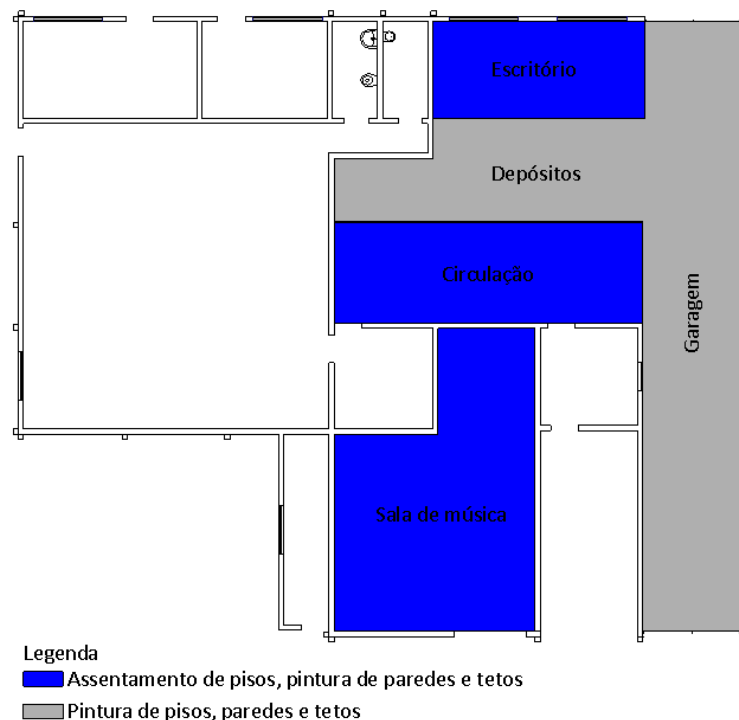 Escritório
Depósitos
Circulação
Garagem
Sala de música
Legenda
Assentamento de pisos, pintura de paredes e tetos
Pintura de pisos, paredes e tetos